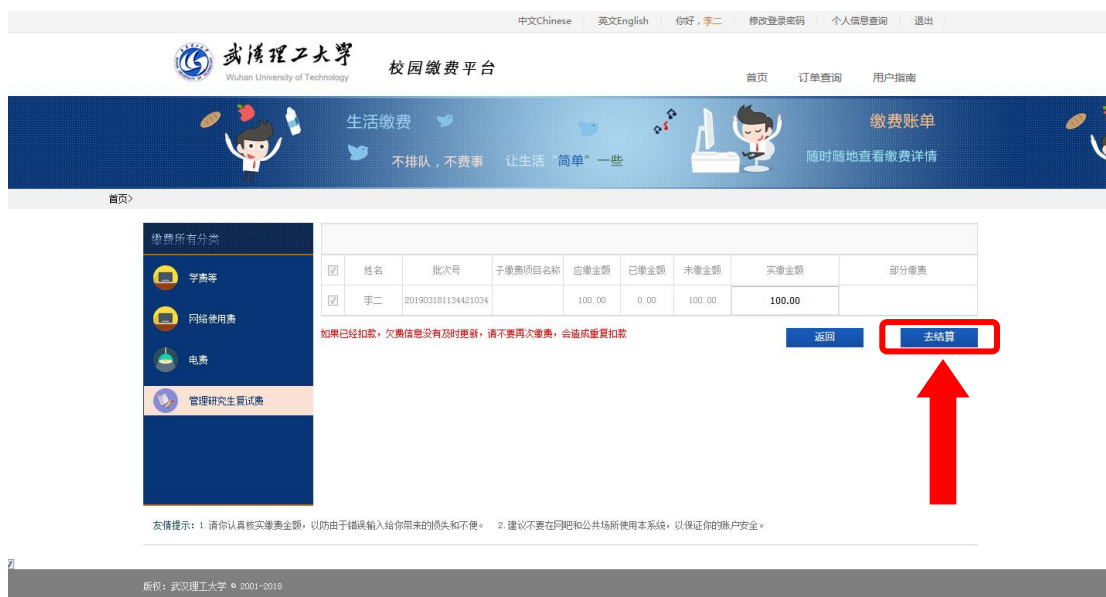 中文Chinese 英文English 你好，李二 修改登录密码 个人信息查询 退出
武汉理工大学
Wuhan University of Technology
校园缴费平台
首页 订单查询 用户指南
生活缴费
不排队，不费事 让生活“简单”一些
缴费账单
随时随地查看缴费详情
首页>
缴费所有分类
学费等
网络使用费
电费
管理研究生复试费
姓名 批次号 子缴费项目名称 应缴金额 已缴金额 未缴金额 实缴金额 部分缴费
李二 201903181134421034 100.00 0.00 100.00 100.00
如果已经扣款，欠费信息没有及时更新，请不要再次缴费，会造成重复扣款
返回 去结算
友情提示：1.请你认真核实缴费金额，以防由于错误输入给你带来的损失和不便。 2.建议不要在网吧和公共场所使用本系统，以保证你的账户安全。
版权：武汉理工大学 © 2001-2018